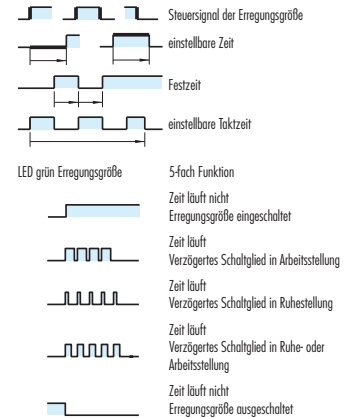 Steuersignal der Erregungsgröße
einstellbare Zeit
Festzeit
einstellbare Taktzeit
LED grün Erregungsgröße 5-fach Funktion
Zeit läuft nicht
Erregungsgröße eingeschaltet
Zeit läuft
Verzögertes Schaltglied in Arbeitsstellung
Zeit läuft
Verzögertes Schaltglied in Ruhestellung
Zeit läuft
Verzögertes Schaltglied in Ruhe- oder
Arbeitsstellung
Zeit läuft nicht
Erregungsgröße ausgeschaltet